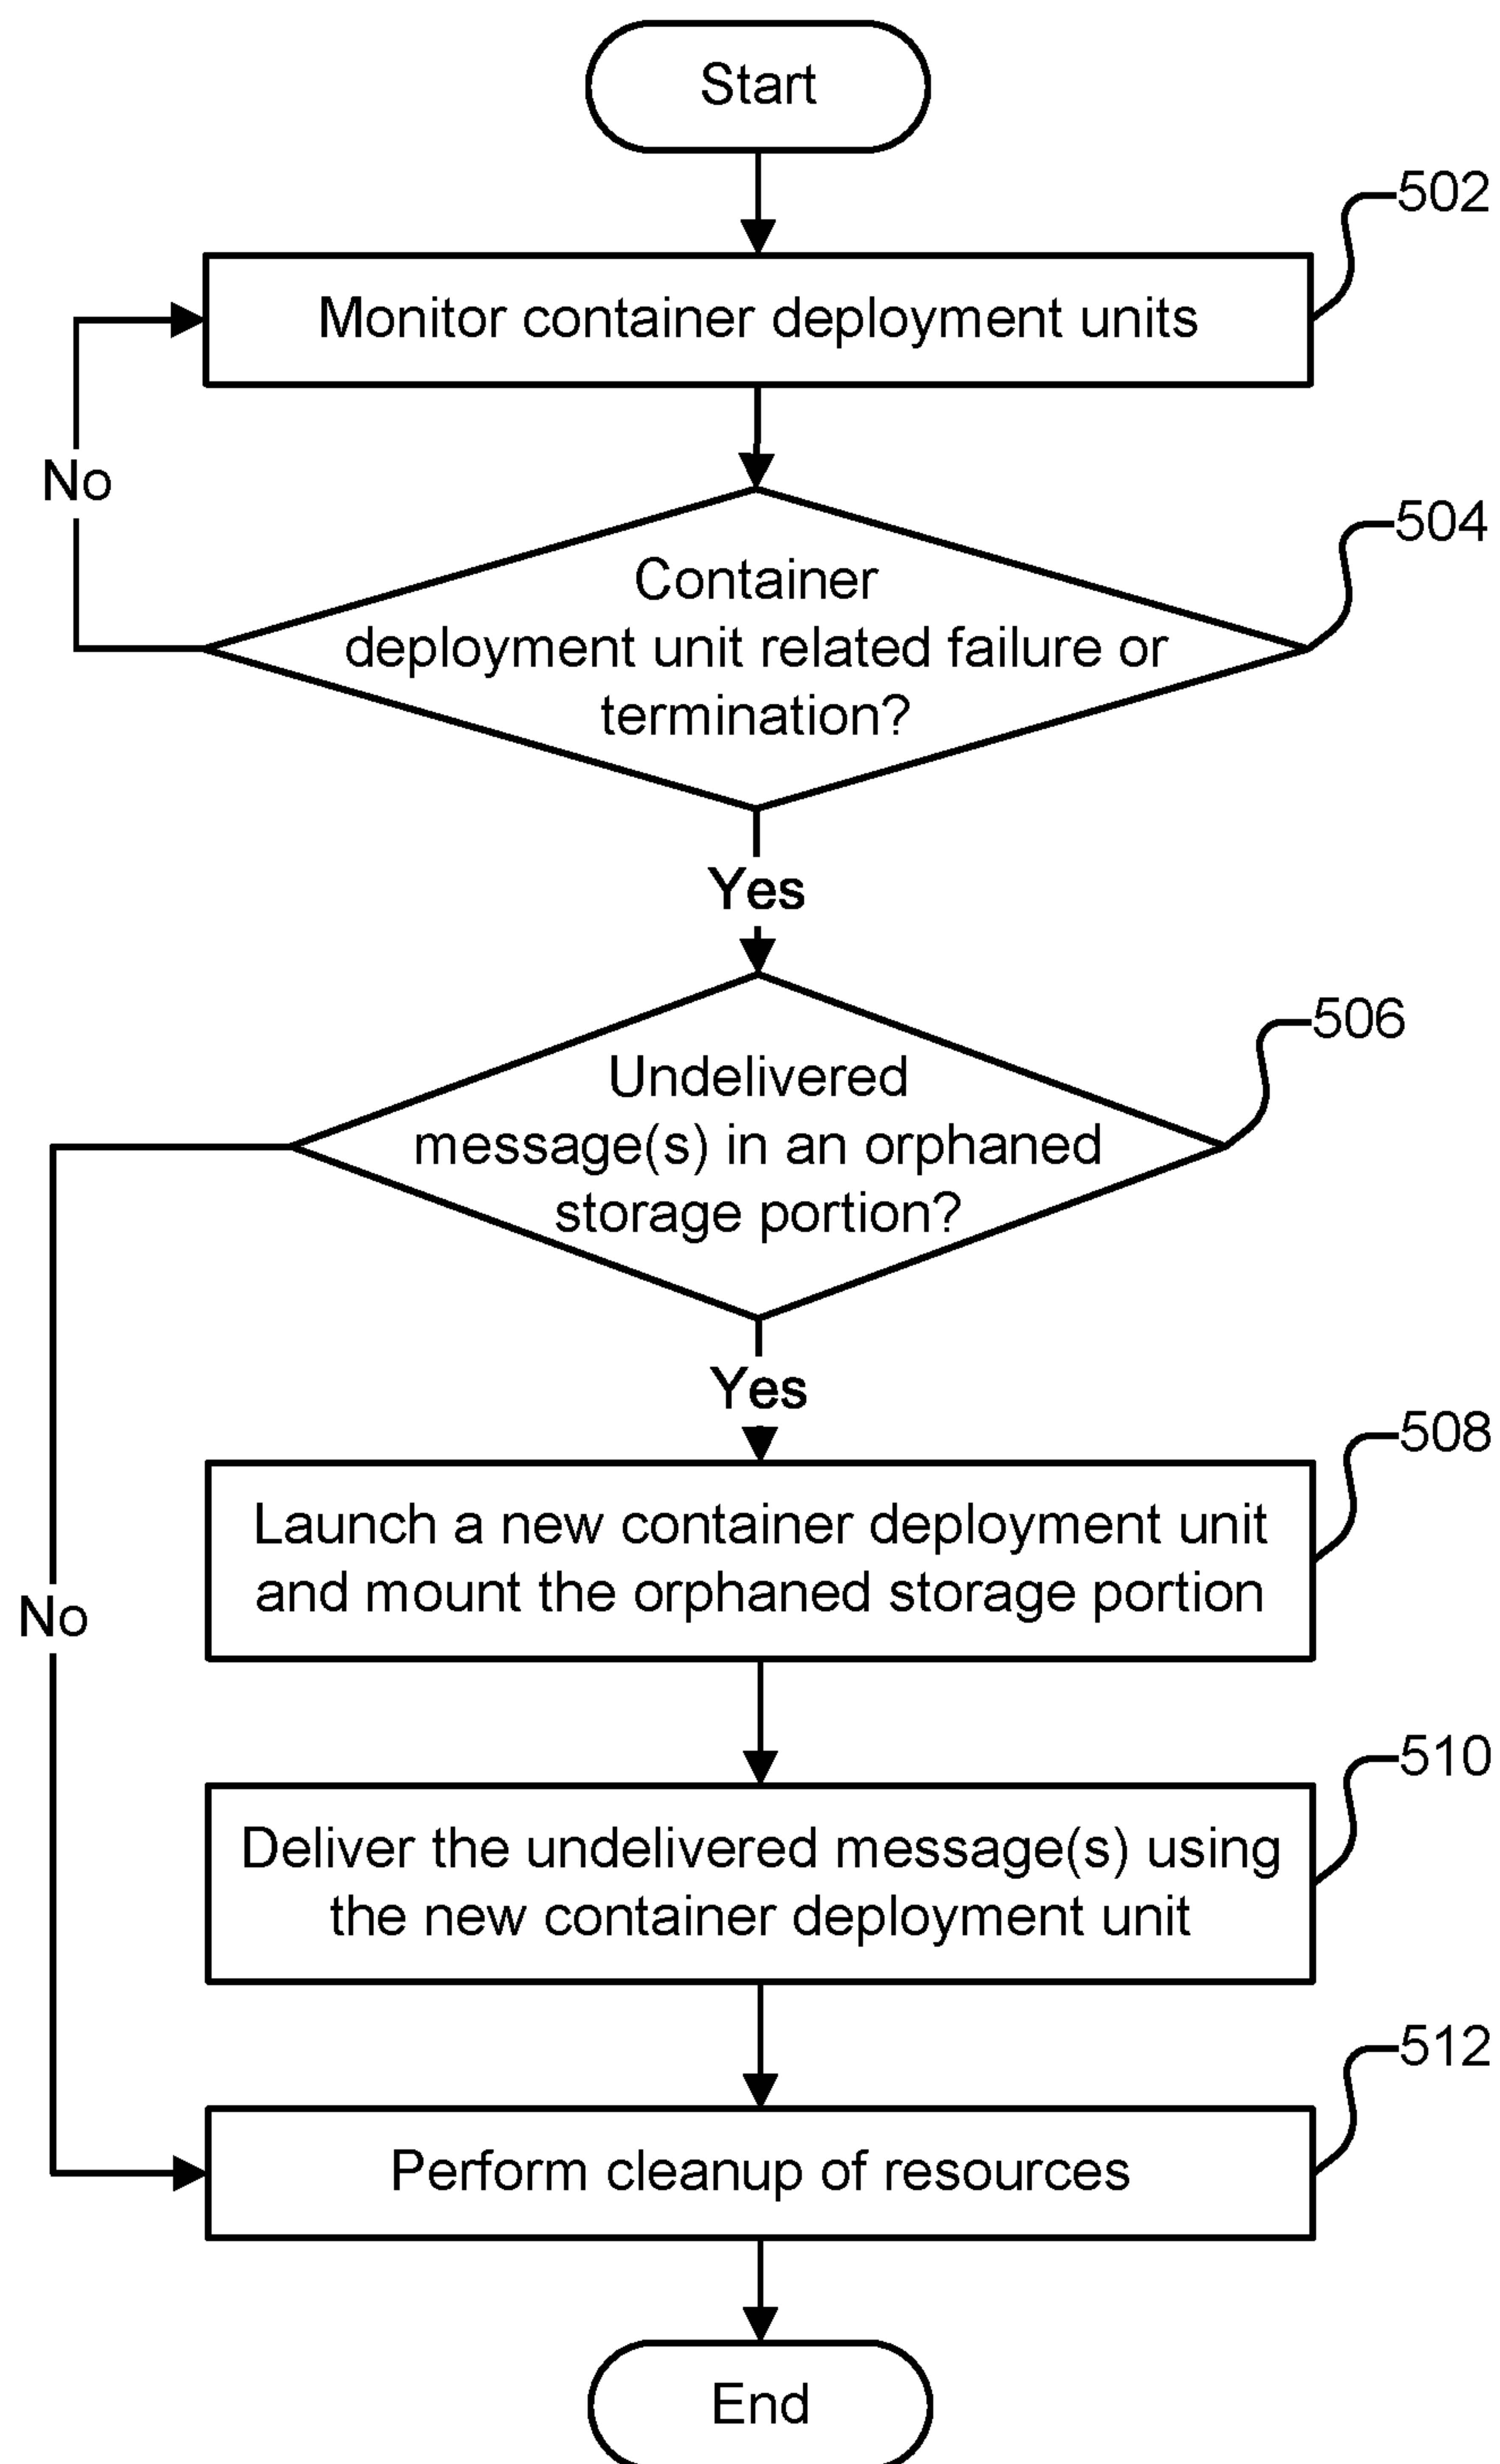 Start
502
Monitor container deployment units
No
504
Container
deployment unit related failure or
termination?
Yes
506
Undelivered
message(s) in an orphaned
storage portion?
Yes
508
Launch a new container deployment unit
and mount the orphaned storage portion
No
510
Deliver the undelivered message(s) using
the new container deployment unit
512
Perform cleanup of resources
End